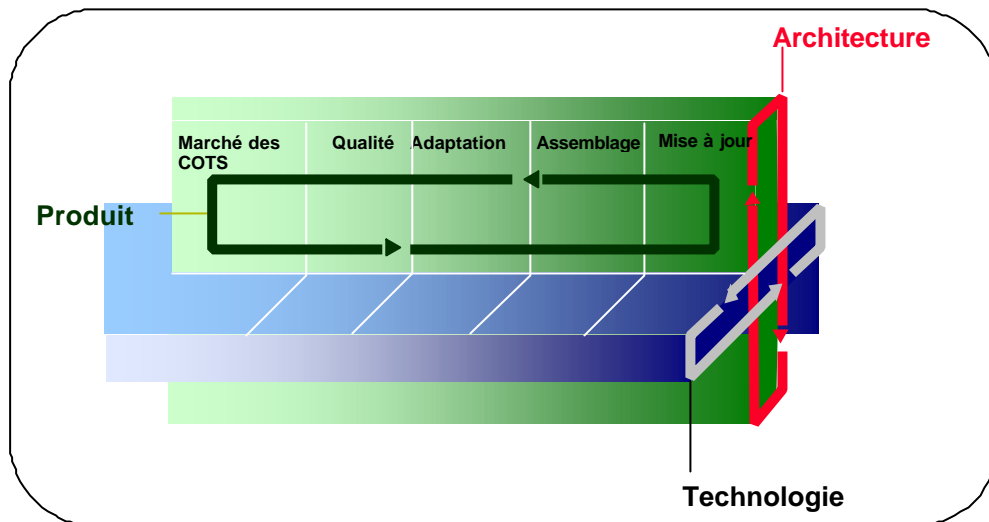 Architecture
Marché des
COTS
Qualité
Adaptation
Assemblage
Mise à jour
Produit
Technologie